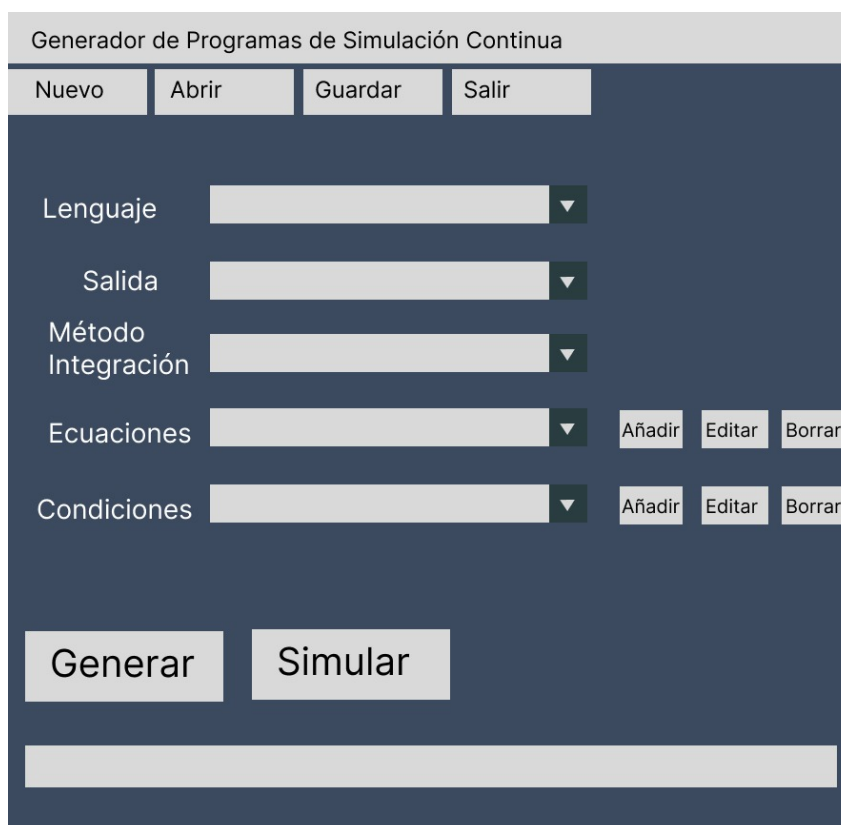 Generador de Programas de Simulación Continua
Nuevo Abrir Guardar Salir
Lenguaje
Salida
Método
Integración
Ecuaciones Añadir Editar Borrar
Condiciones Añadir Editar Borrar
Generar Simular